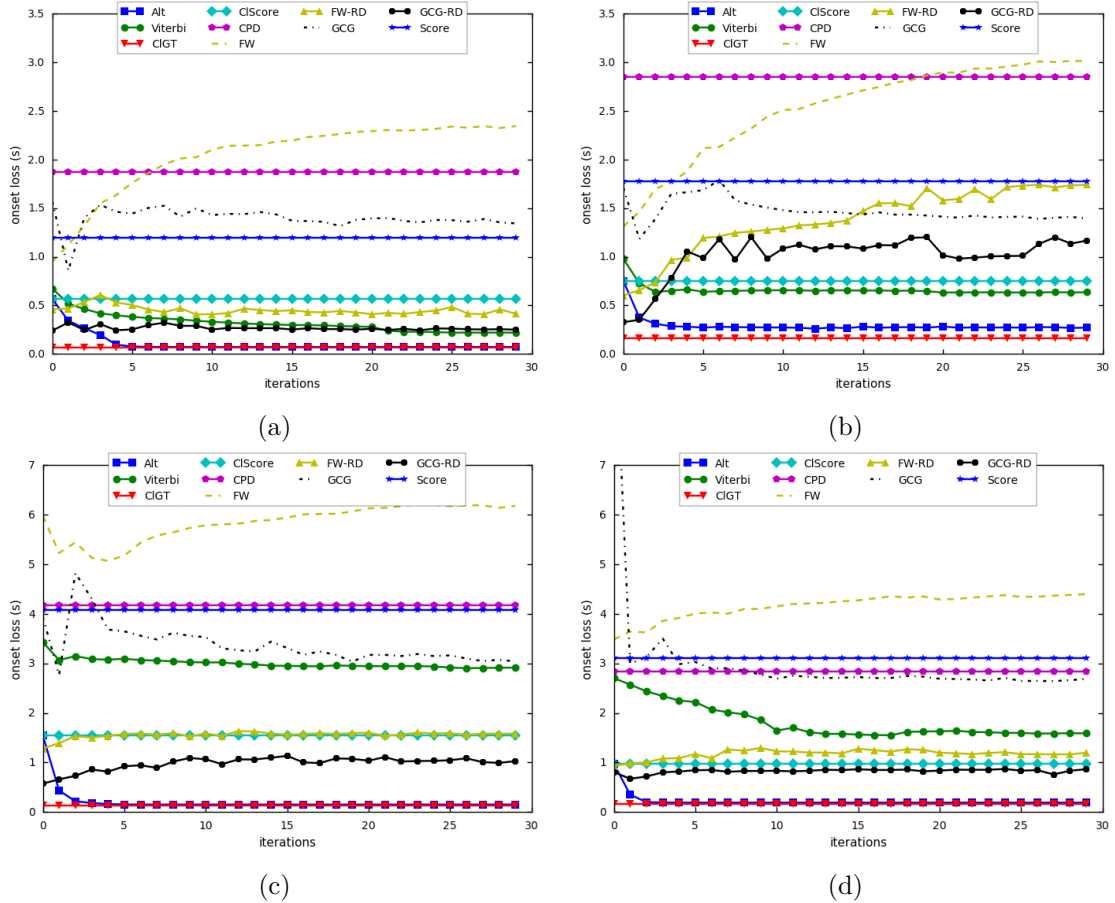 Alt ClScore FW-RD GCG-RD
Viterbi CPD GCG Score
ClGT FW
3.5
3.0
2.5
2.0
1.5
1.0
0.5
0.0
onset loss (s)
0 5 10 15 20 25 30
iterations
(a)
Alt ClScore FW-RD GCG-RD
Viterbi CPD GCG Score
ClGT FW
3.5
3.0
2.5
2.0
1.5
1.0
0.5
0.0
onset loss (s)
0 5 10 15 20 25 30
iterations
(b)
Alt ClScore FW-RD GCG-RD
Viterbi CPD GCG Score
ClGT FW
7
6
5
4
3
2
1
0
onset loss (s)
0 5 10 15 20 25 30
iterations
(c)
Alt ClScore FW-RD GCG-RD
Viterbi CPD GCG Score
ClGT FW
7
6
5
4
3
2
1
0
onset loss (s)
0 5 10 15 20 25 30
iterations
(d)